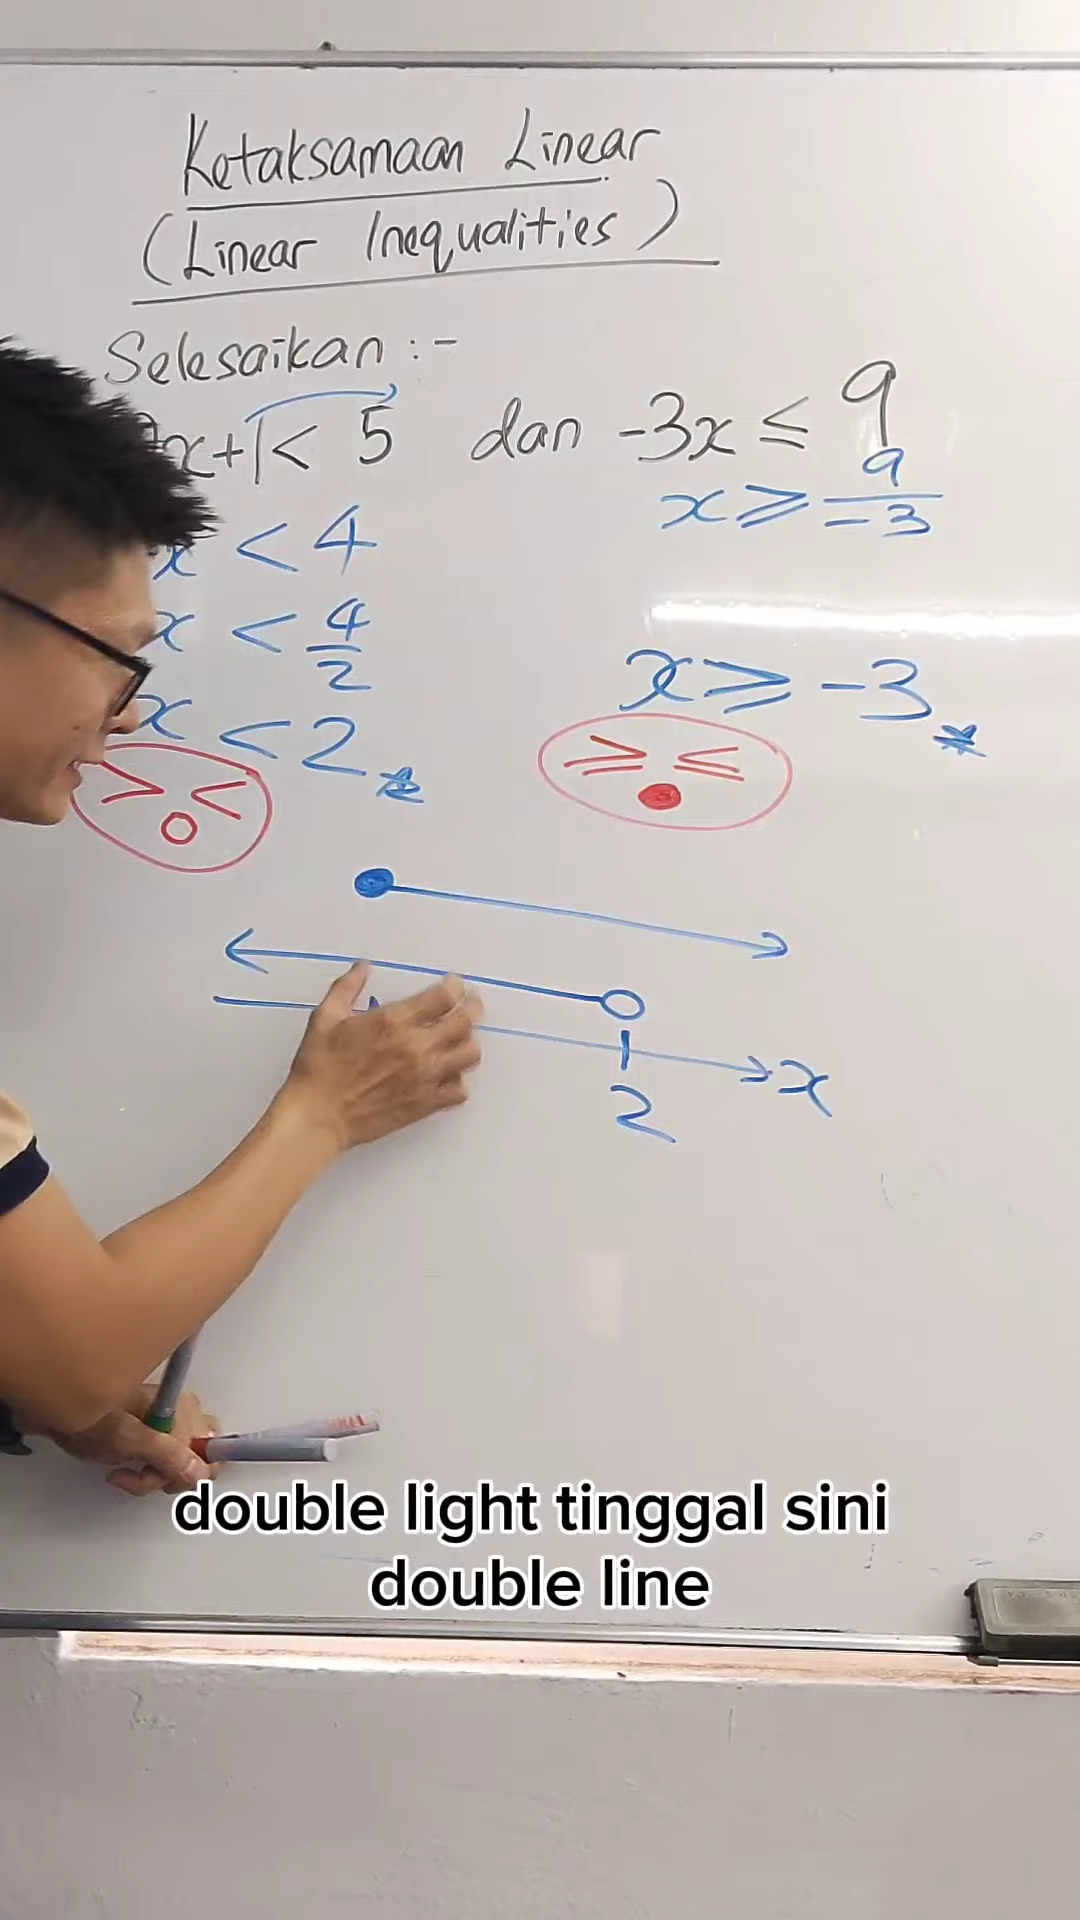 Ketaksamaan Linear
(Linear Inequalities)
Selesaikan :-
x+1 < 5 dan -3x ≤ 9
x < 4
x ≥ 9/-3
x < 4/2
x ≥ -3 *
x < 2 *
> <
≥ ≤
x
2
double light tinggal sini
double line